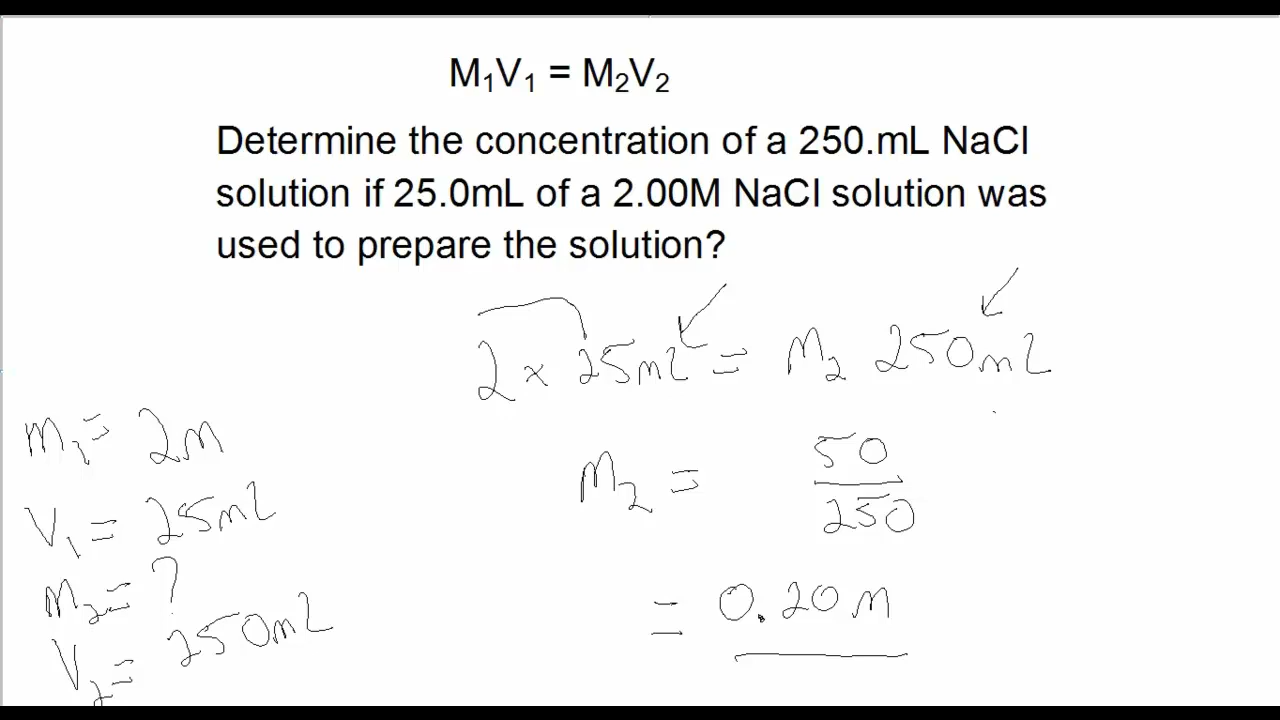 M₁V₁ = M₂V₂
Determine the concentration of a 250.mL NaCl
solution if 25.0mL of a 2.00M NaCl solution was
used to prepare the solution?
2 x 25ml = M₂ 250ml
M₁ = 2M
V₁ = 25ml
M₂ = ?
V₂ = 250ml
M₂ = 50
250
= 0.20 M